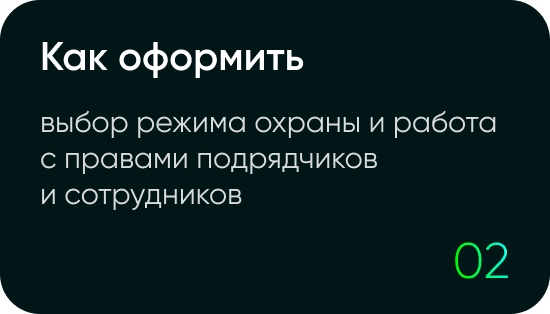 Как оформить
выбор режима охраны и работа
с правами подрядчиков
и сотрудников
02